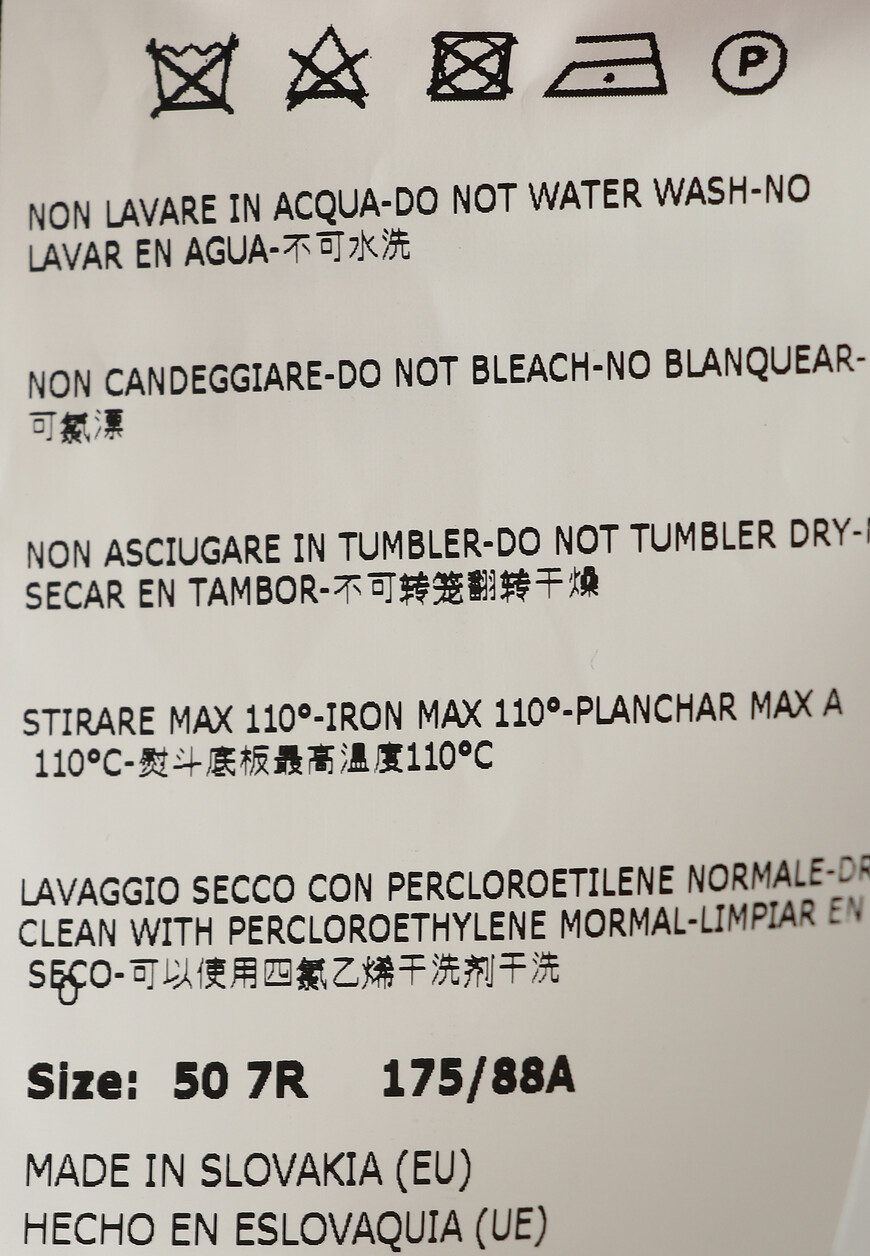 P
NON LAVARE IN ACQUA-DO NOT WATER WASH-NO
LAVAR EN AGUA-不可水洗
NON CANDEGGIARE-DO NOT BLEACH-NO BLANQUEAR-
可氯漂
NON ASCIUGARE IN TUMBLER-DO NOT TUMBLER DRY-
SECAR EN TAMBOR-不可转笼翻转干燥
STIRARE MAX 110°-IRON MAX 110°-PLANCHAR MAX A
110°C-熨斗底板最高温度110°C
LAVAGGIO SECCO CON PERCLOROETILENE NORMALE-DR
CLEAN WITH PERCLOROETHYLENE MORMAL-LIMPIAR EN
SECO-可以使用四氯乙烯干洗剂干洗
Size: 50 7R 175/88A
MADE IN SLOVAKIA (EU)
HECHO EN ESLOVAQUIA (UE)